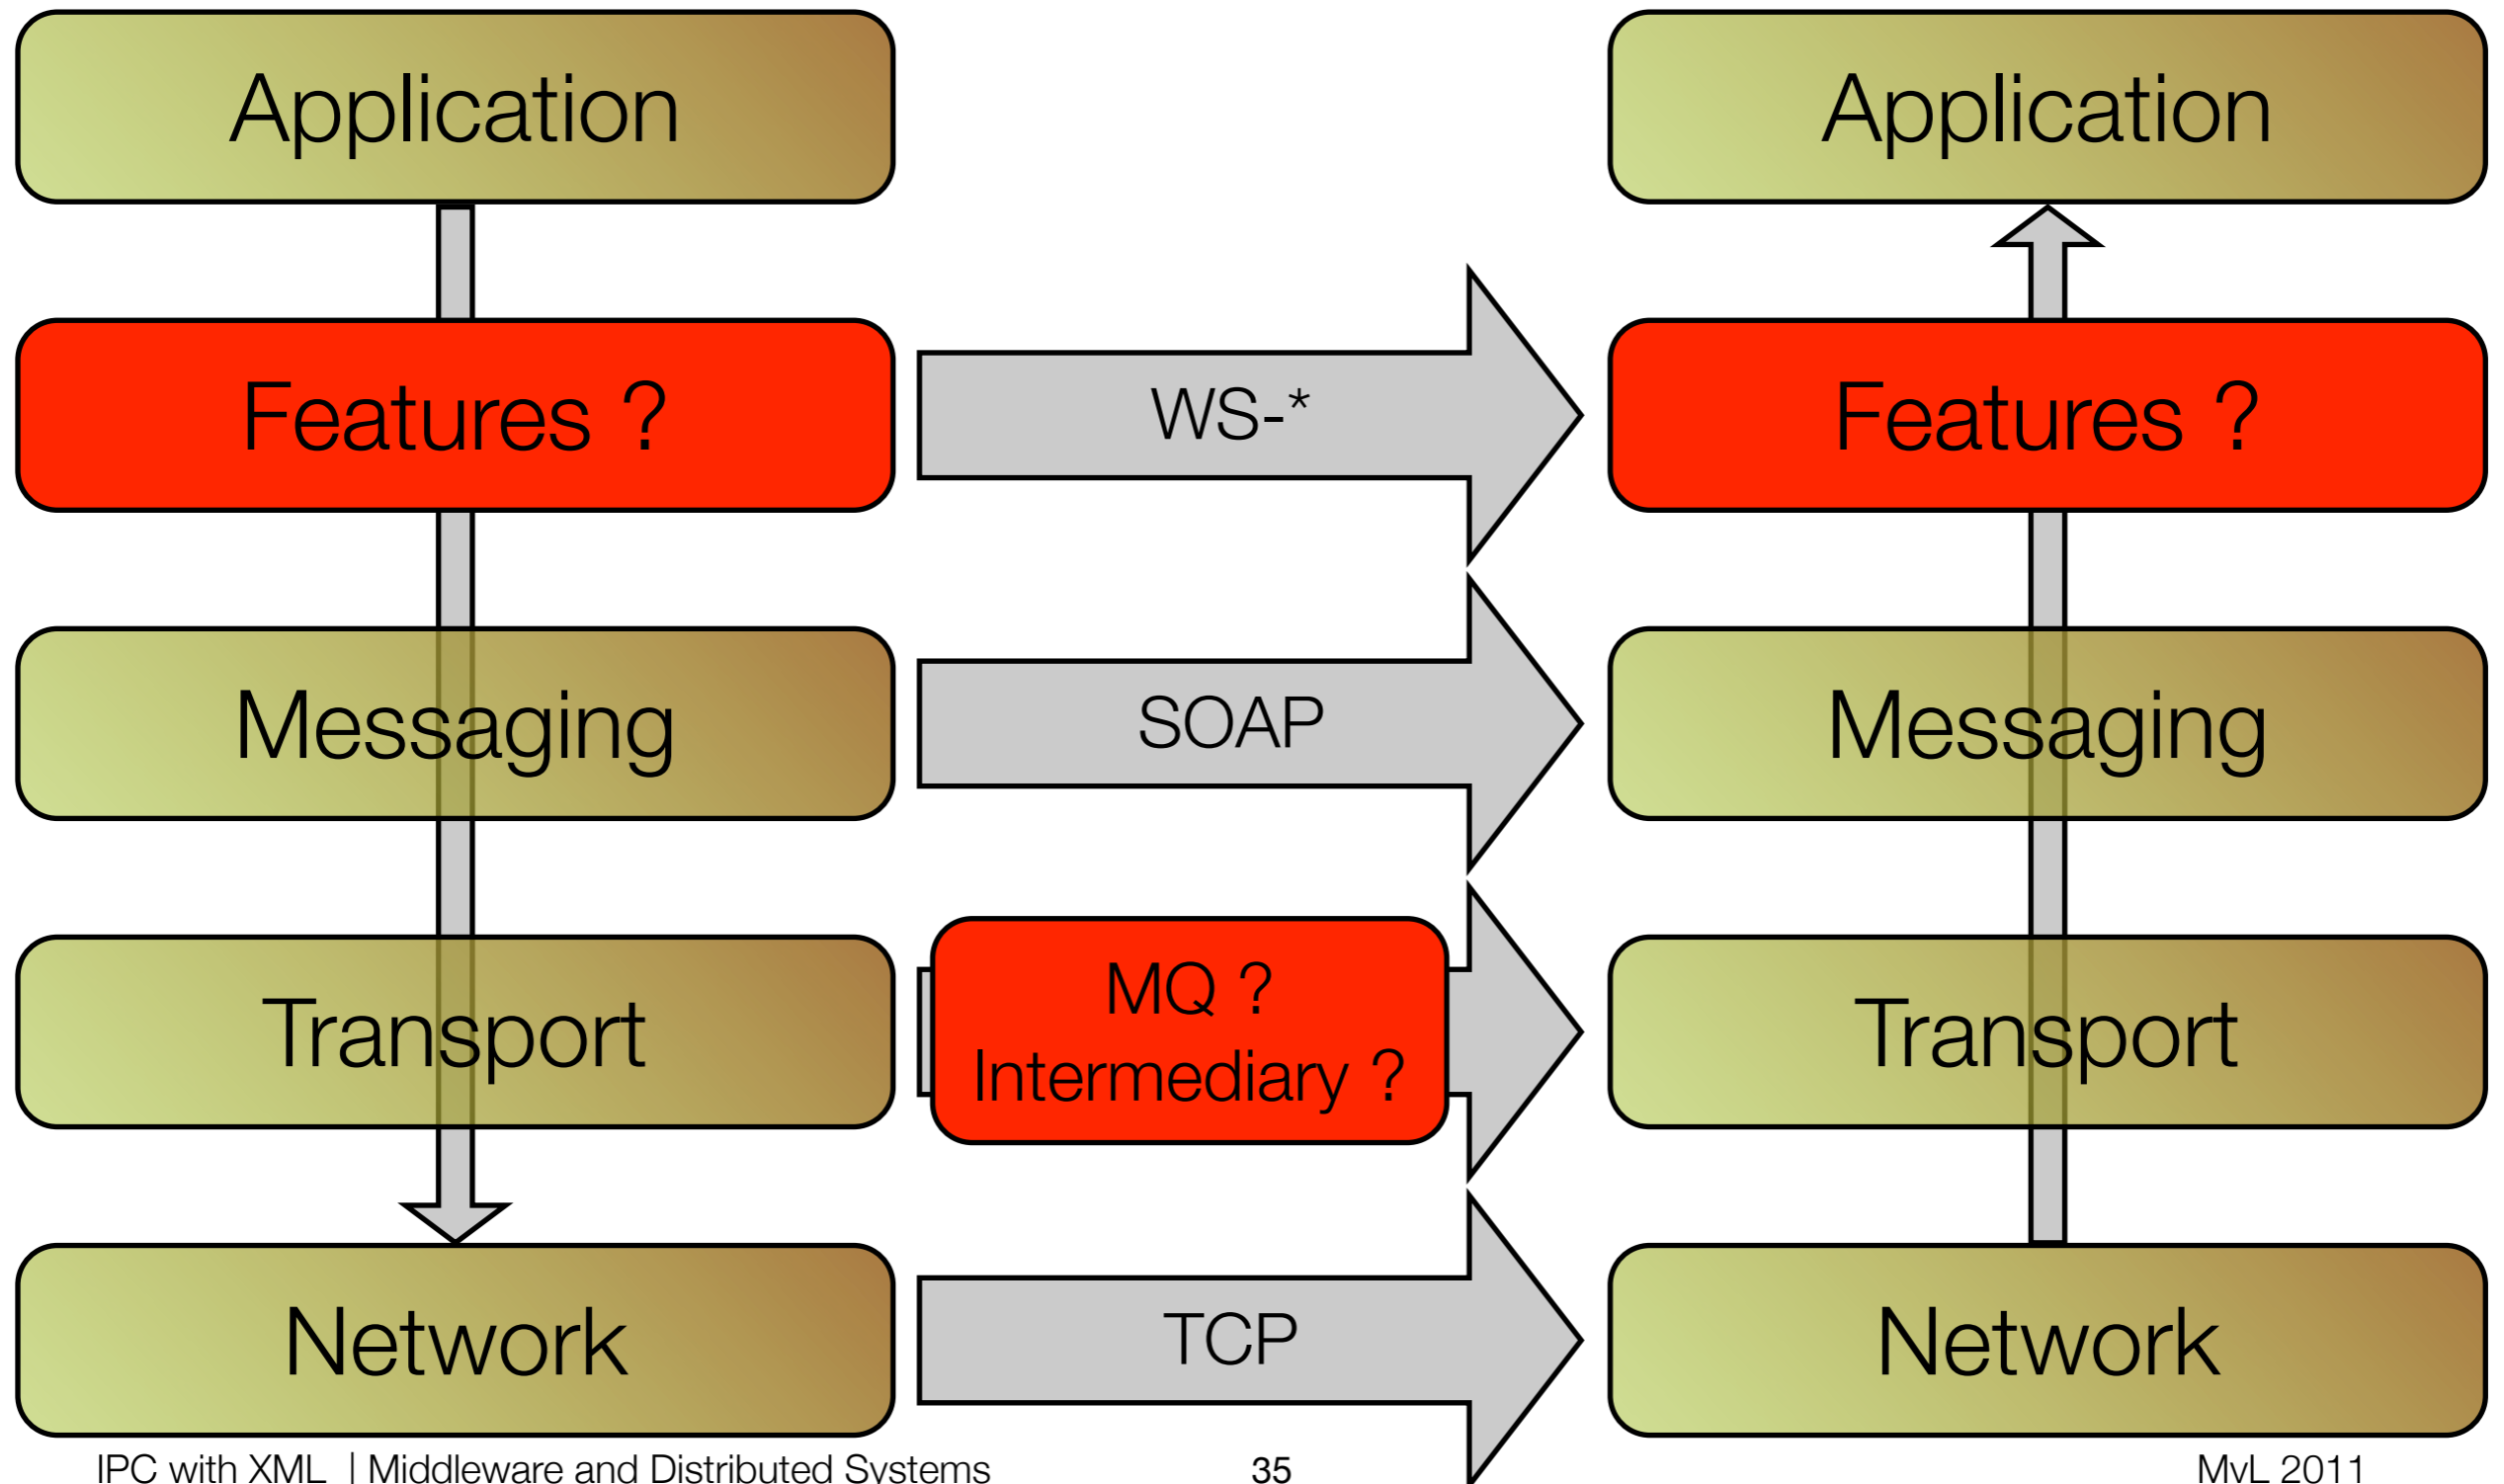 Application
Application
Features ?
WS-*
Features ?
Messaging
SOAP
Messaging
Transport
MQ ?
Intermediary ?
Transport
Network
TCP
Network
IPC with XML | Middleware and Distributed Systems
35
MvL 2011